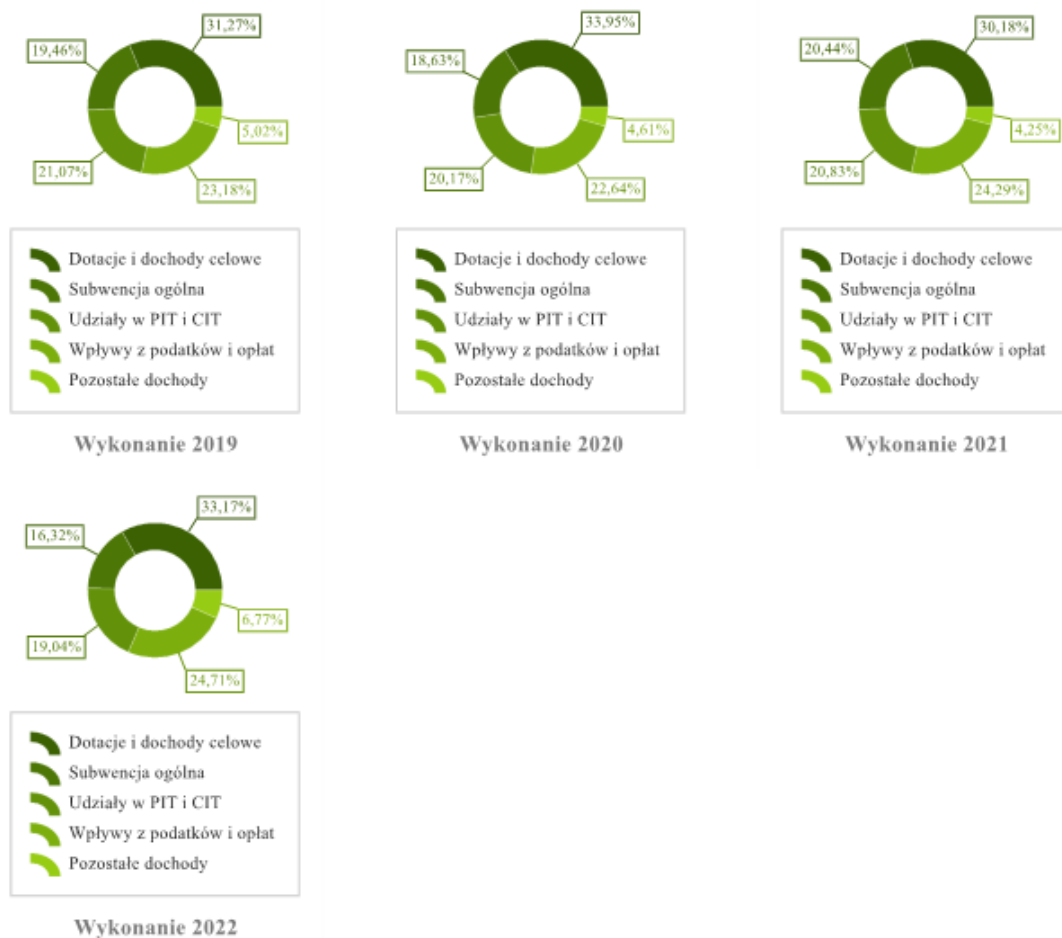 31,27%
19,46%
5,02%
21,07%
23,18%
Dotacje i dochody celowe
Subwencja ogólna
Udziały w PIT i CIT
Wpływy z podatków i opłat
Pozostałe dochody
Wykonanie 2019
33,95%
18,63%
4,61%
20,17%
22,64%
Dotacje i dochody celowe
Subwencja ogólna
Udziały w PIT i CIT
Wpływy z podatków i opłat
Pozostałe dochody
Wykonanie 2020
30,18%
20,44%
4,25%
20,83%
24,29%
Dotacje i dochody celowe
Subwencja ogólna
Udziały w PIT i CIT
Wpływy z podatków i opłat
Pozostałe dochody
Wykonanie 2021
33,17%
16,32%
6,77%
19,04%
24,71%
Dotacje i dochody celowe
Subwencja ogólna
Udziały w PIT i CIT
Wpływy z podatków i opłat
Pozostałe dochody
Wykonanie 2022